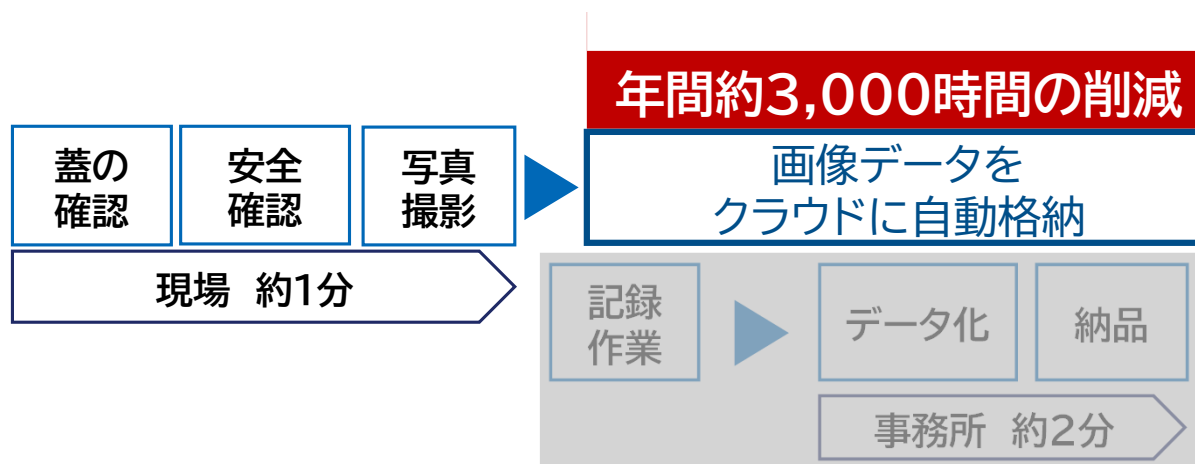 年間約3,000時間の削減
蓋の
確認
安全
確認
写真
撮影
画像データを
クラウドに自動格納
現場 約1分
記録
作業
データ化
納品
事務所 約2分